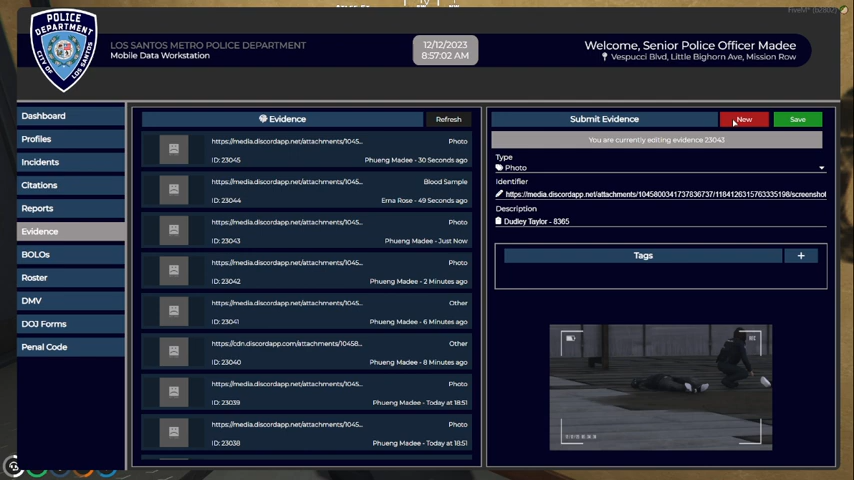 FiveM® (b2802)
POLICE
DEPARTMENT
CITY OF
LOS SANTOS
LOS SANTOS METRO POLICE DEPARTMENT
Mobile Data Workstation
12/12/2023
8:57:02 AM
Welcome, Senior Police Officer Madee
Vespucci Blvd, Little Bighorn Ave, Mission Row
Dashboard
Profiles
Incidents
Citations
Reports
Evidence
BOLOs
Roster
DMV
DOJ Forms
Penal Code
Evidence
Refresh
https://media.discordapp.net/attachments/1045... Photo
ID: 23045 Phueng Madee - 30 Seconds ago
https://media.discordapp.net/attachments/1045... Blood Sample
ID: 23044 Erna Rose - 49 Seconds ago
https://media.discordapp.net/attachments/1045... Photo
ID: 23043 Phueng Madee - Just Now
https://media.discordapp.net/attachments/1045... Photo
ID: 23042 Phueng Madee - 2 Minutes ago
https://media.discordapp.net/attachments/1045... Other
ID: 23041 Phueng Madee - 6 Minutes ago
https://cdn.discordapp.com/attachments/10458... Other
ID: 23040 Phueng Madee - 8 Minutes ago
https://media.discordapp.net/attachments/1045... Photo
ID: 23039 Phueng Madee - Today at 18:51
https://media.discordapp.net/attachments/1045... Photo
ID: 23038 Phueng Madee - Today at 18:51
Submit Evidence
New
Save
You are currently editing evidence 23043
Type
Photo
Identifier
https://media.discordapp.net/attachments/1045800341737836737/1184126315763335198/screenshot
Description
Dudley Taylor - 8365
Tags
+